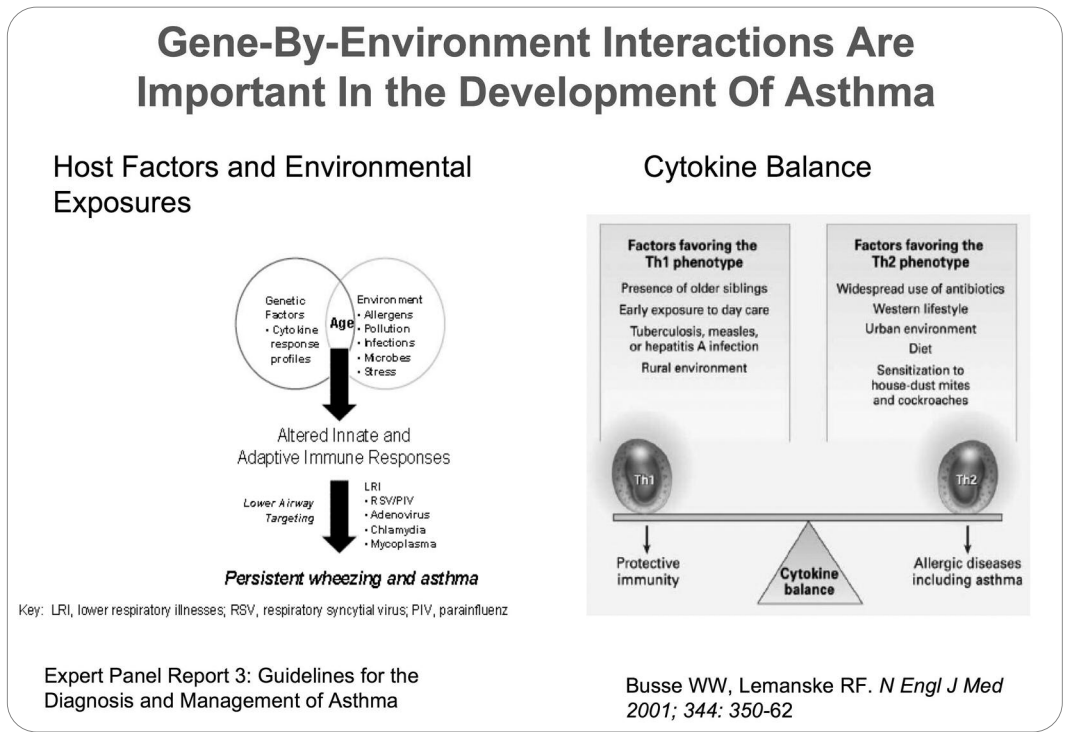 Gene-By-Environment Interactions Are
Important In the Development Of Asthma
Host Factors and Environmental
Exposures
Genetic
Factors
• Cytokine
response
profiles
Age
Environment
• Allergens
• Pollution
• Infections
• Microbes
• Stress
Altered Innate and
Adaptive Immune Responses
Lower Airway
Targeting
LRI
• RSV/PIV
• Adenovirus
• Chlamydia
• Mycoplasma
Persistent wheezing and asthma
Key: LRI, lower respiratory illnesses; RSV, respiratory syncytial virus; PIV, parainfluenz
Expert Panel Report 3: Guidelines for the
Diagnosis and Management of Asthma
Cytokine Balance
Factors favoring the
Th1 phenotype
Presence of older siblings
Early exposure to day care
Tuberculosis, measles,
or hepatitis A infection
Rural environment
Factors favoring the
Th2 phenotype
Widespread use of antibiotics
Western lifestyle
Urban environment
Diet
Sensitization to
house-dust mites
and cockroaches
Th1
Th2
Protective
immunity
Cytokine
balance
Allergic diseases
including asthma
Busse WW, Lemanske RF. N Engl J Med
2001; 344: 350-62